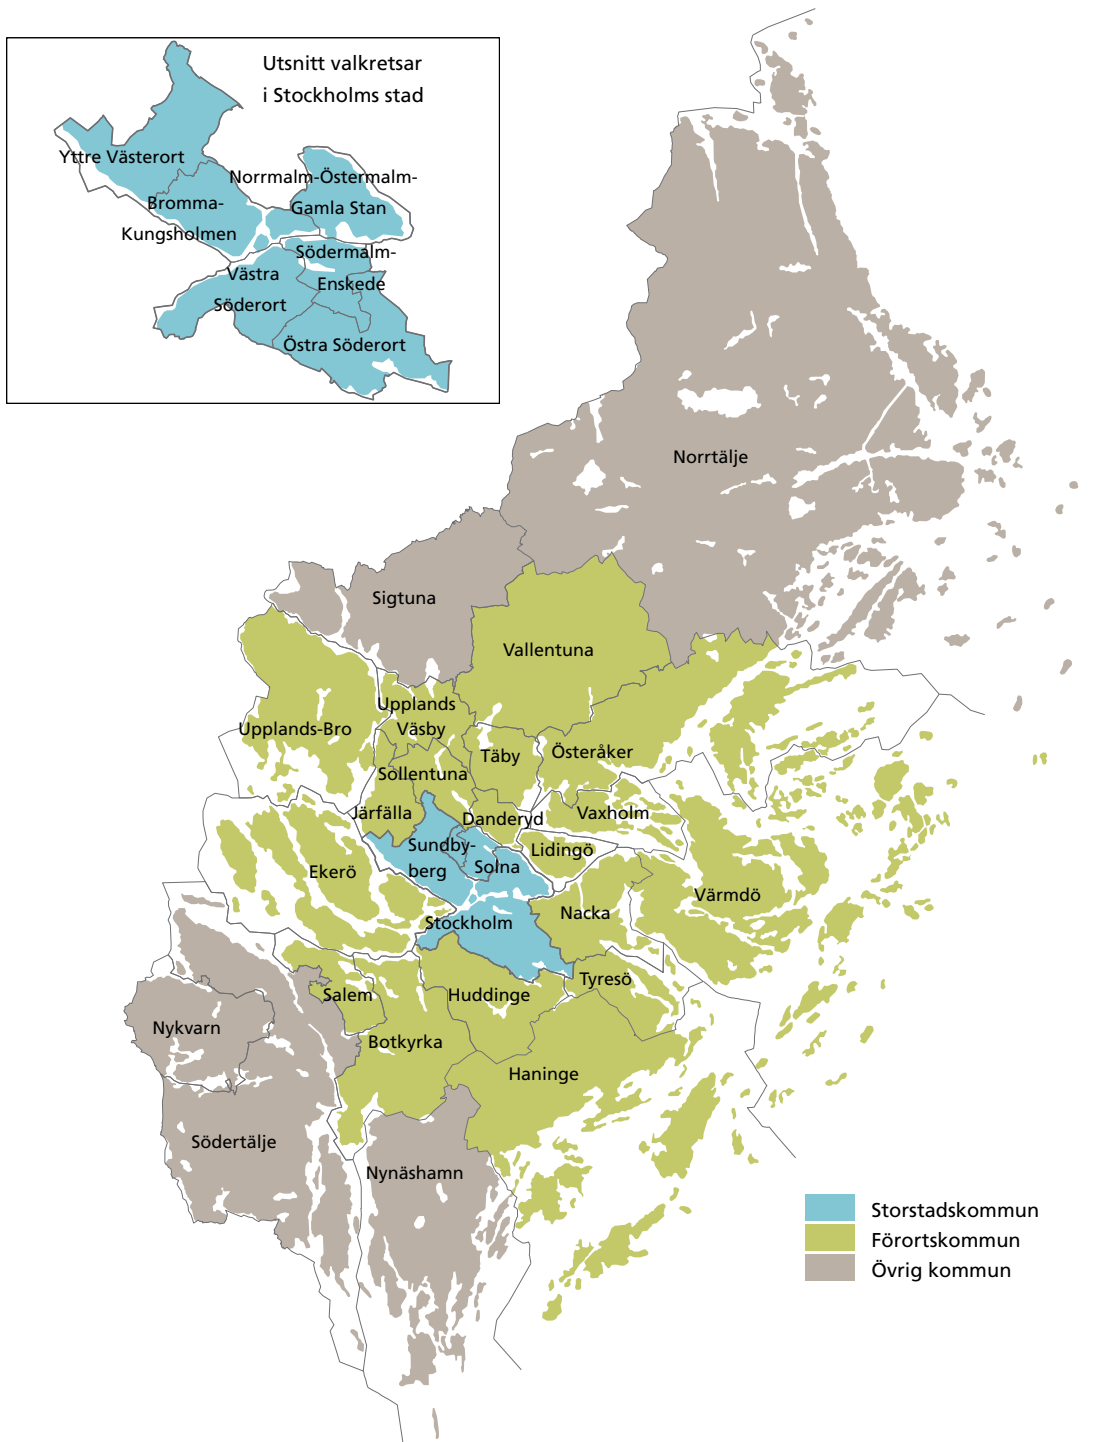 Utsnitt valkretsar
i Stockholms stad
Yttre Västerort
Norrmalm-Östermalm-
Gamla Stan
Bromma-
Kungsholmen
Södermalm-
Enskede
Västra
Söderort
Östra Söderort
Norrtälje
Sigtuna
Vallentuna
Upplands
Väsby
Upplands-Bro
Täby
Österåker
Sollentuna
Järfälla
Danderyd
Vaxholm
Sundby-
berg
Solna
Lidingö
Ekerö
Värmdö
Stockholm
Nacka
Tyresö
Salem
Huddinge
Nykvarn
Botkyrka
Haninge
Södertälje
Nynäshamn
Storstadskommun
Förortskommun
Övrig kommun